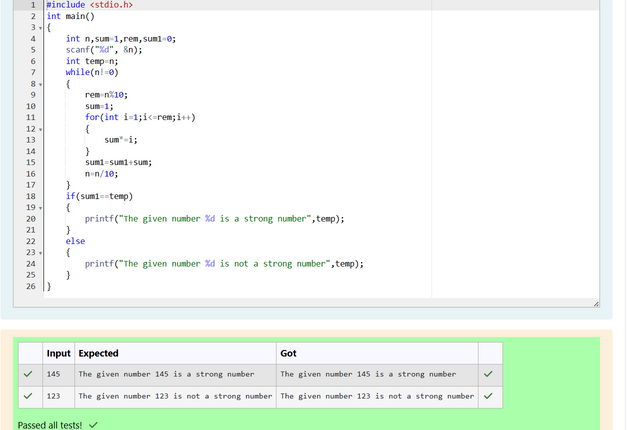 1 #include <stdio.h>
2 int main()
3 {
4 int n,sum=1,rem,sum1=0;
5 scanf("%d", &n);
6 int temp=n;
7 while(n!=0)
8 {
9 rem=n%10;
10 sum=1;
11 for(int i=1;i<=rem;i++)
12 {
13 sum*=i;
14 }
15 sum1=sum1+sum;
16 n=n/10;
17 }
18 if(sum1==temp)
19 {
20 printf("The given number %d is a strong number",temp);
21 }
22 else
23 {
24 printf("The given number %d is not a strong number",temp);
25 }
26 }
Input Expected Got
145 The given number 145 is a strong number The given number 145 is a strong number
123 The given number 123 is not a strong number The given number 123 is not a strong number
Passed all tests!